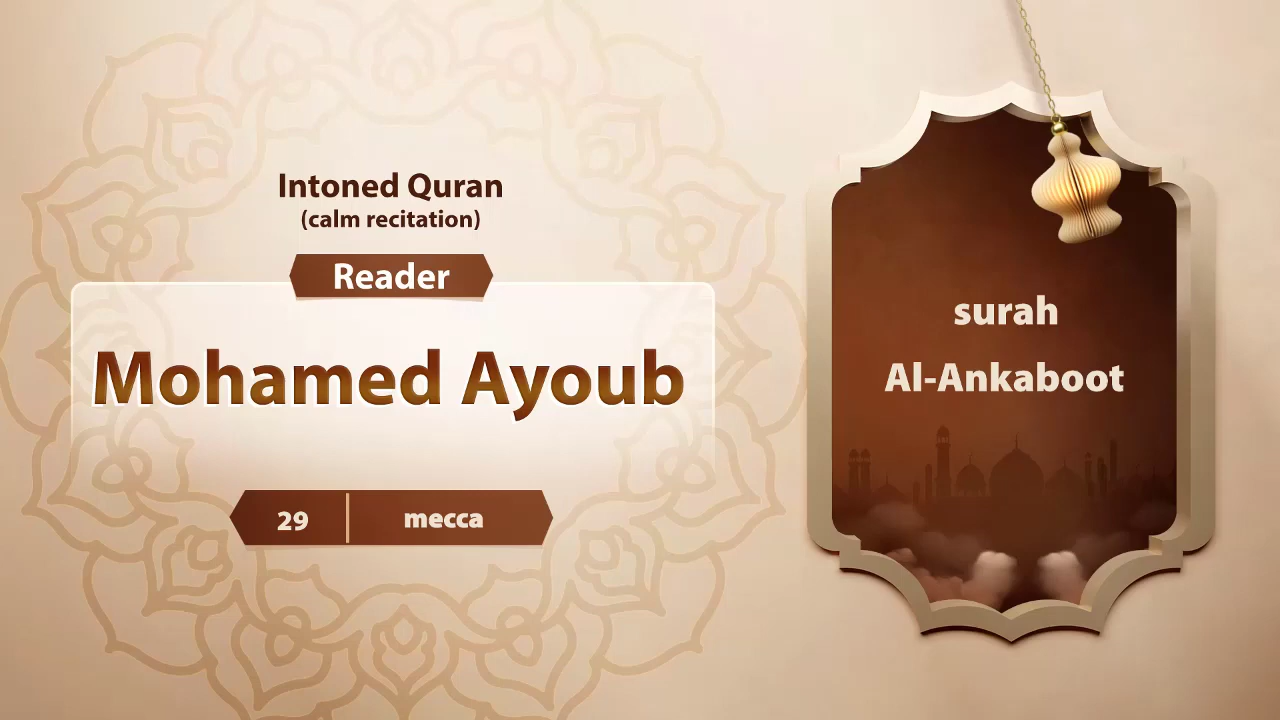 Intoned Quran
(calm recitation)
Reader
Mohamed Ayoub
29
mecca
surah
Al-Ankaboot